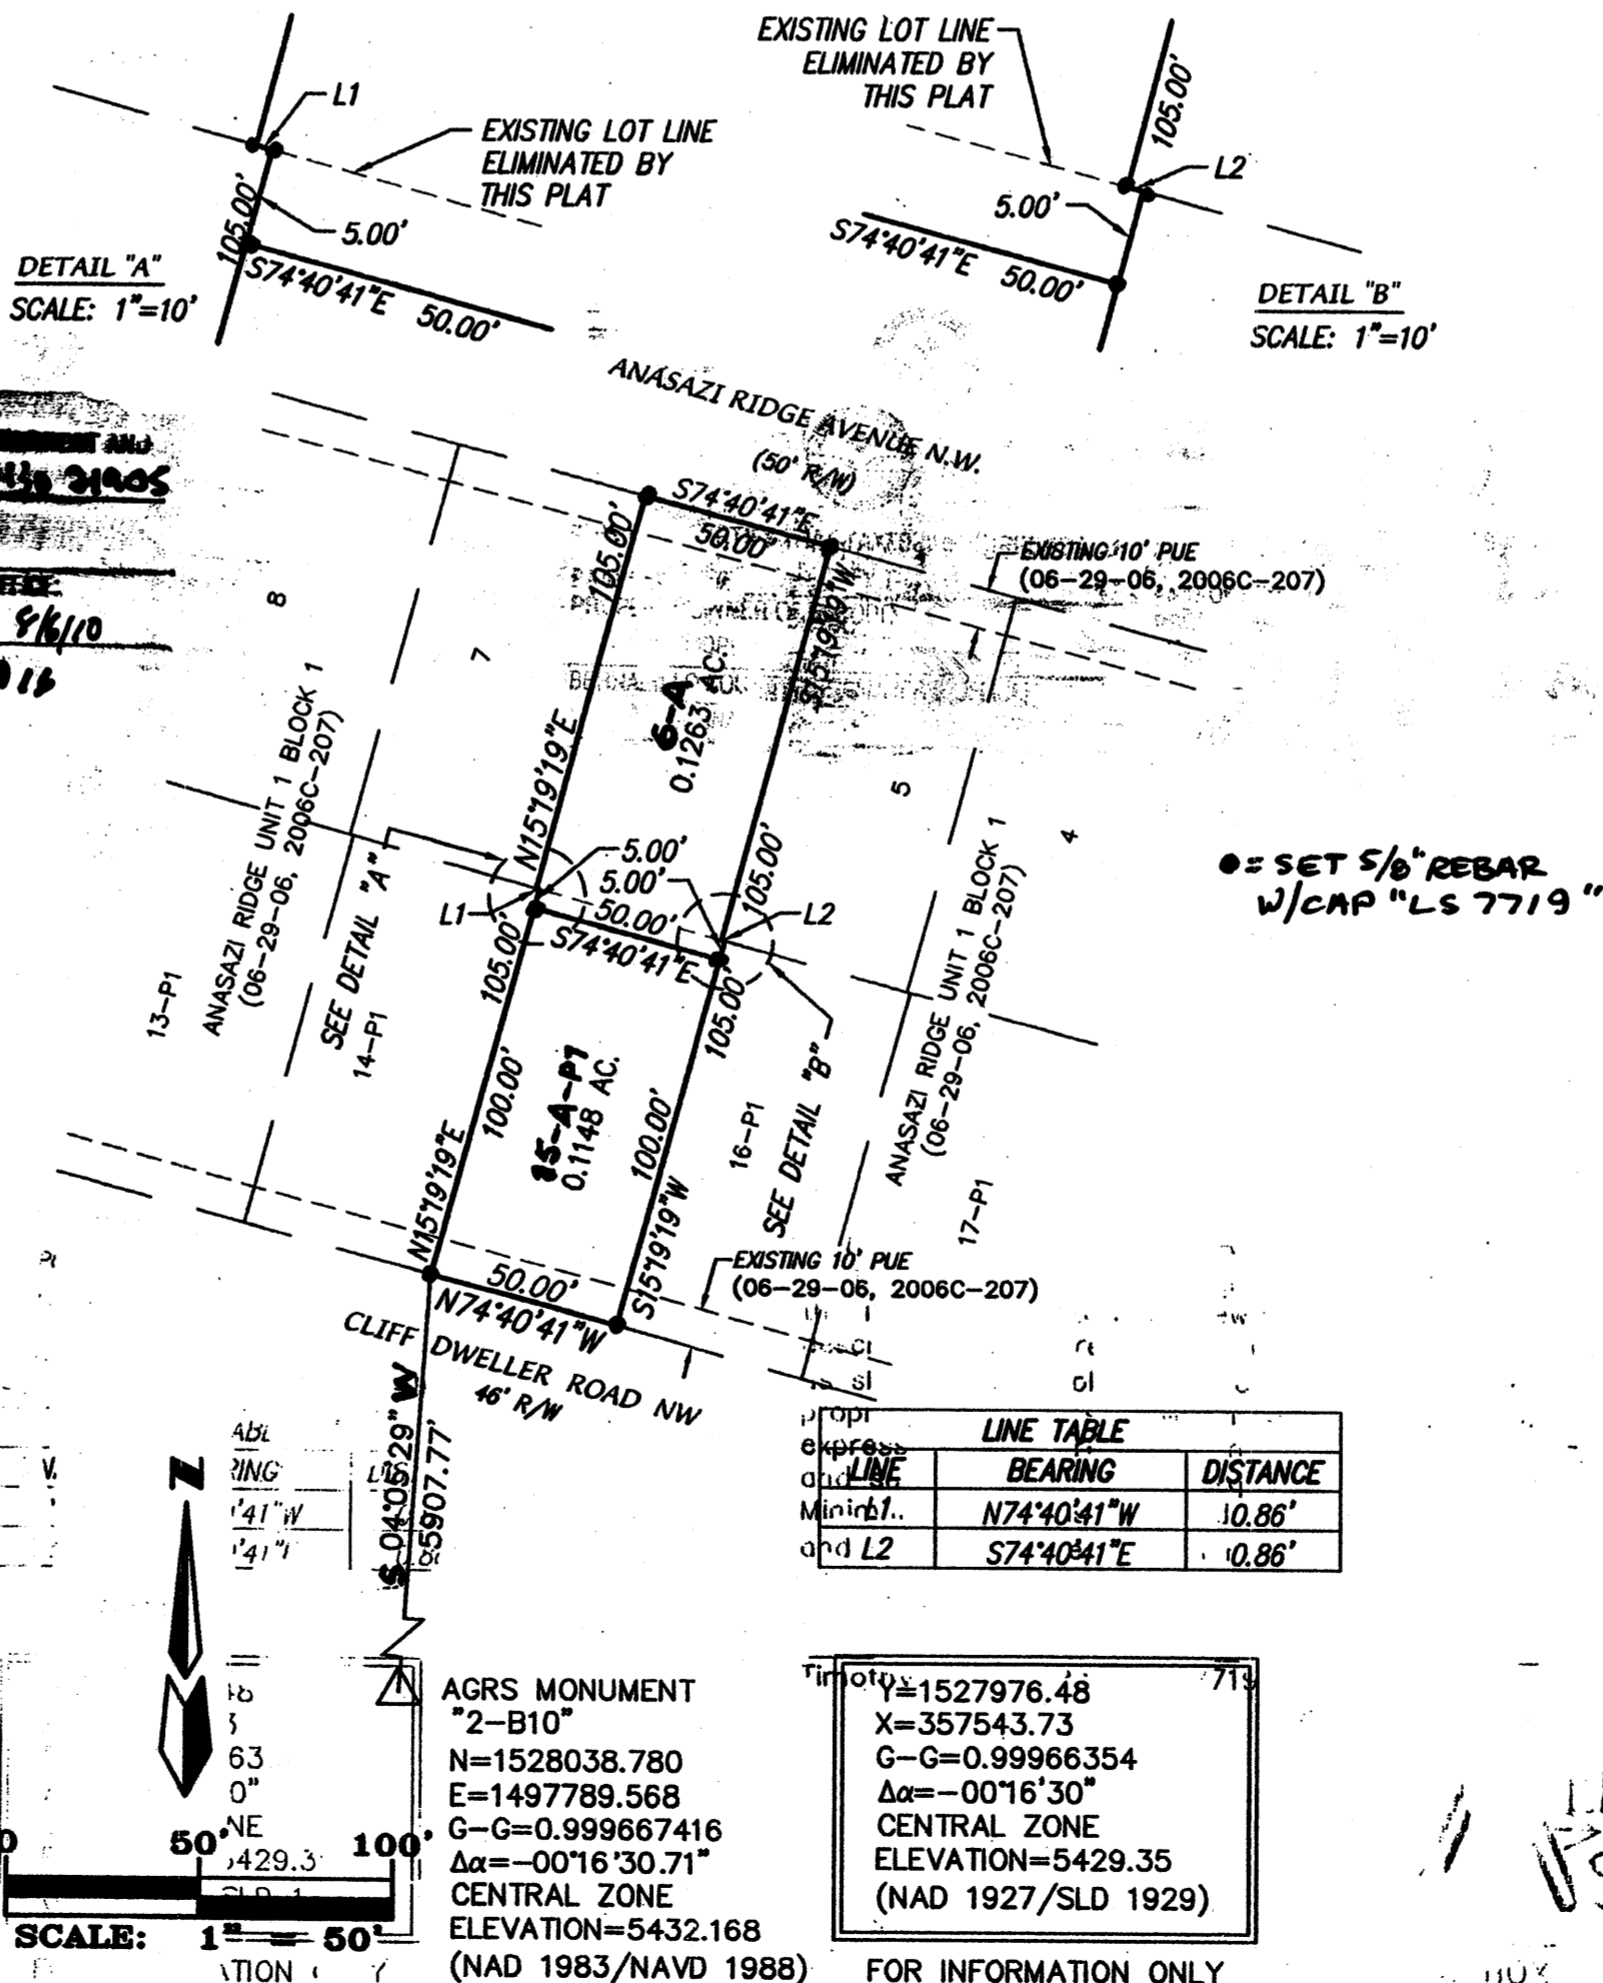 EXISTING LOT LINE
ELIMINATED BY
THIS PLAT
105.00'
L1
EXISTING LOT LINE
ELIMINATED BY
THIS PLAT
L2
105.00'
5.00'
5.00'
S74°40'41"E 50.00'
S74°40'41"E 50.00'
DETAIL "A"
SCALE: 1"=10'
DETAIL "B"
SCALE: 1"=10'
ANASAZI RIDGE AVENUE N.W.
(50' R/W)
S74°40'41"E
50.00'
EXISTING 10' PUE
(06-29-06, 2006C-207)
105.00'
S15°19'19"W
8
7
8/6/10
6-A
0.1263 AC.
N15°19'19"E
105.00'
5
4
ANASAZI RIDGE UNIT 1 BLOCK 1
(06-29-06, 2006C-207)
5.00'
5.00'
50.00'
S74°40'41"E
L1
L2
● = SET 5/8" REBAR
W/CAP "LS 7719"
SEE DETAIL "A"
105.00'
105.00'
13-P1
14-P1
ANASAZI RIDGE UNIT 1 BLOCK 1
(06-29-06, 2006C-207)
100.00'
15-A-P1
0.1148 AC.
100.00'
16-P1
SEE DETAIL "B"
17-P1
N15°19'19"E
S15°19'19"W
EXISTING 10' PUE
(06-29-06, 2006C-207)
50.00'
N74°40'41"W
CLIFF DWELLER ROAD NW
46' R/W
S 04°09'29" W
5907.77'
LINE TABLE
LINE BEARING DISTANCE
L1 N74°40'41"W 0.86'
L2 S74°40'41"E 0.86'
N
AGRS MONUMENT
"2-B10"
N=1528038.780
E=1497789.568
G-G=0.999667416
Δα=-00°16'30.71"
CENTRAL ZONE
ELEVATION=5432.168
(NAD 1983/NAVD 1988)
Y=1527976.48
X=357543.73
G-G=0.99966354
Δα=-00°16'30"
CENTRAL ZONE
ELEVATION=5429.35
(NAD 1927/SLD 1929)
FOR INFORMATION ONLY
0 50' 100'
SCALE: 1" = 50'